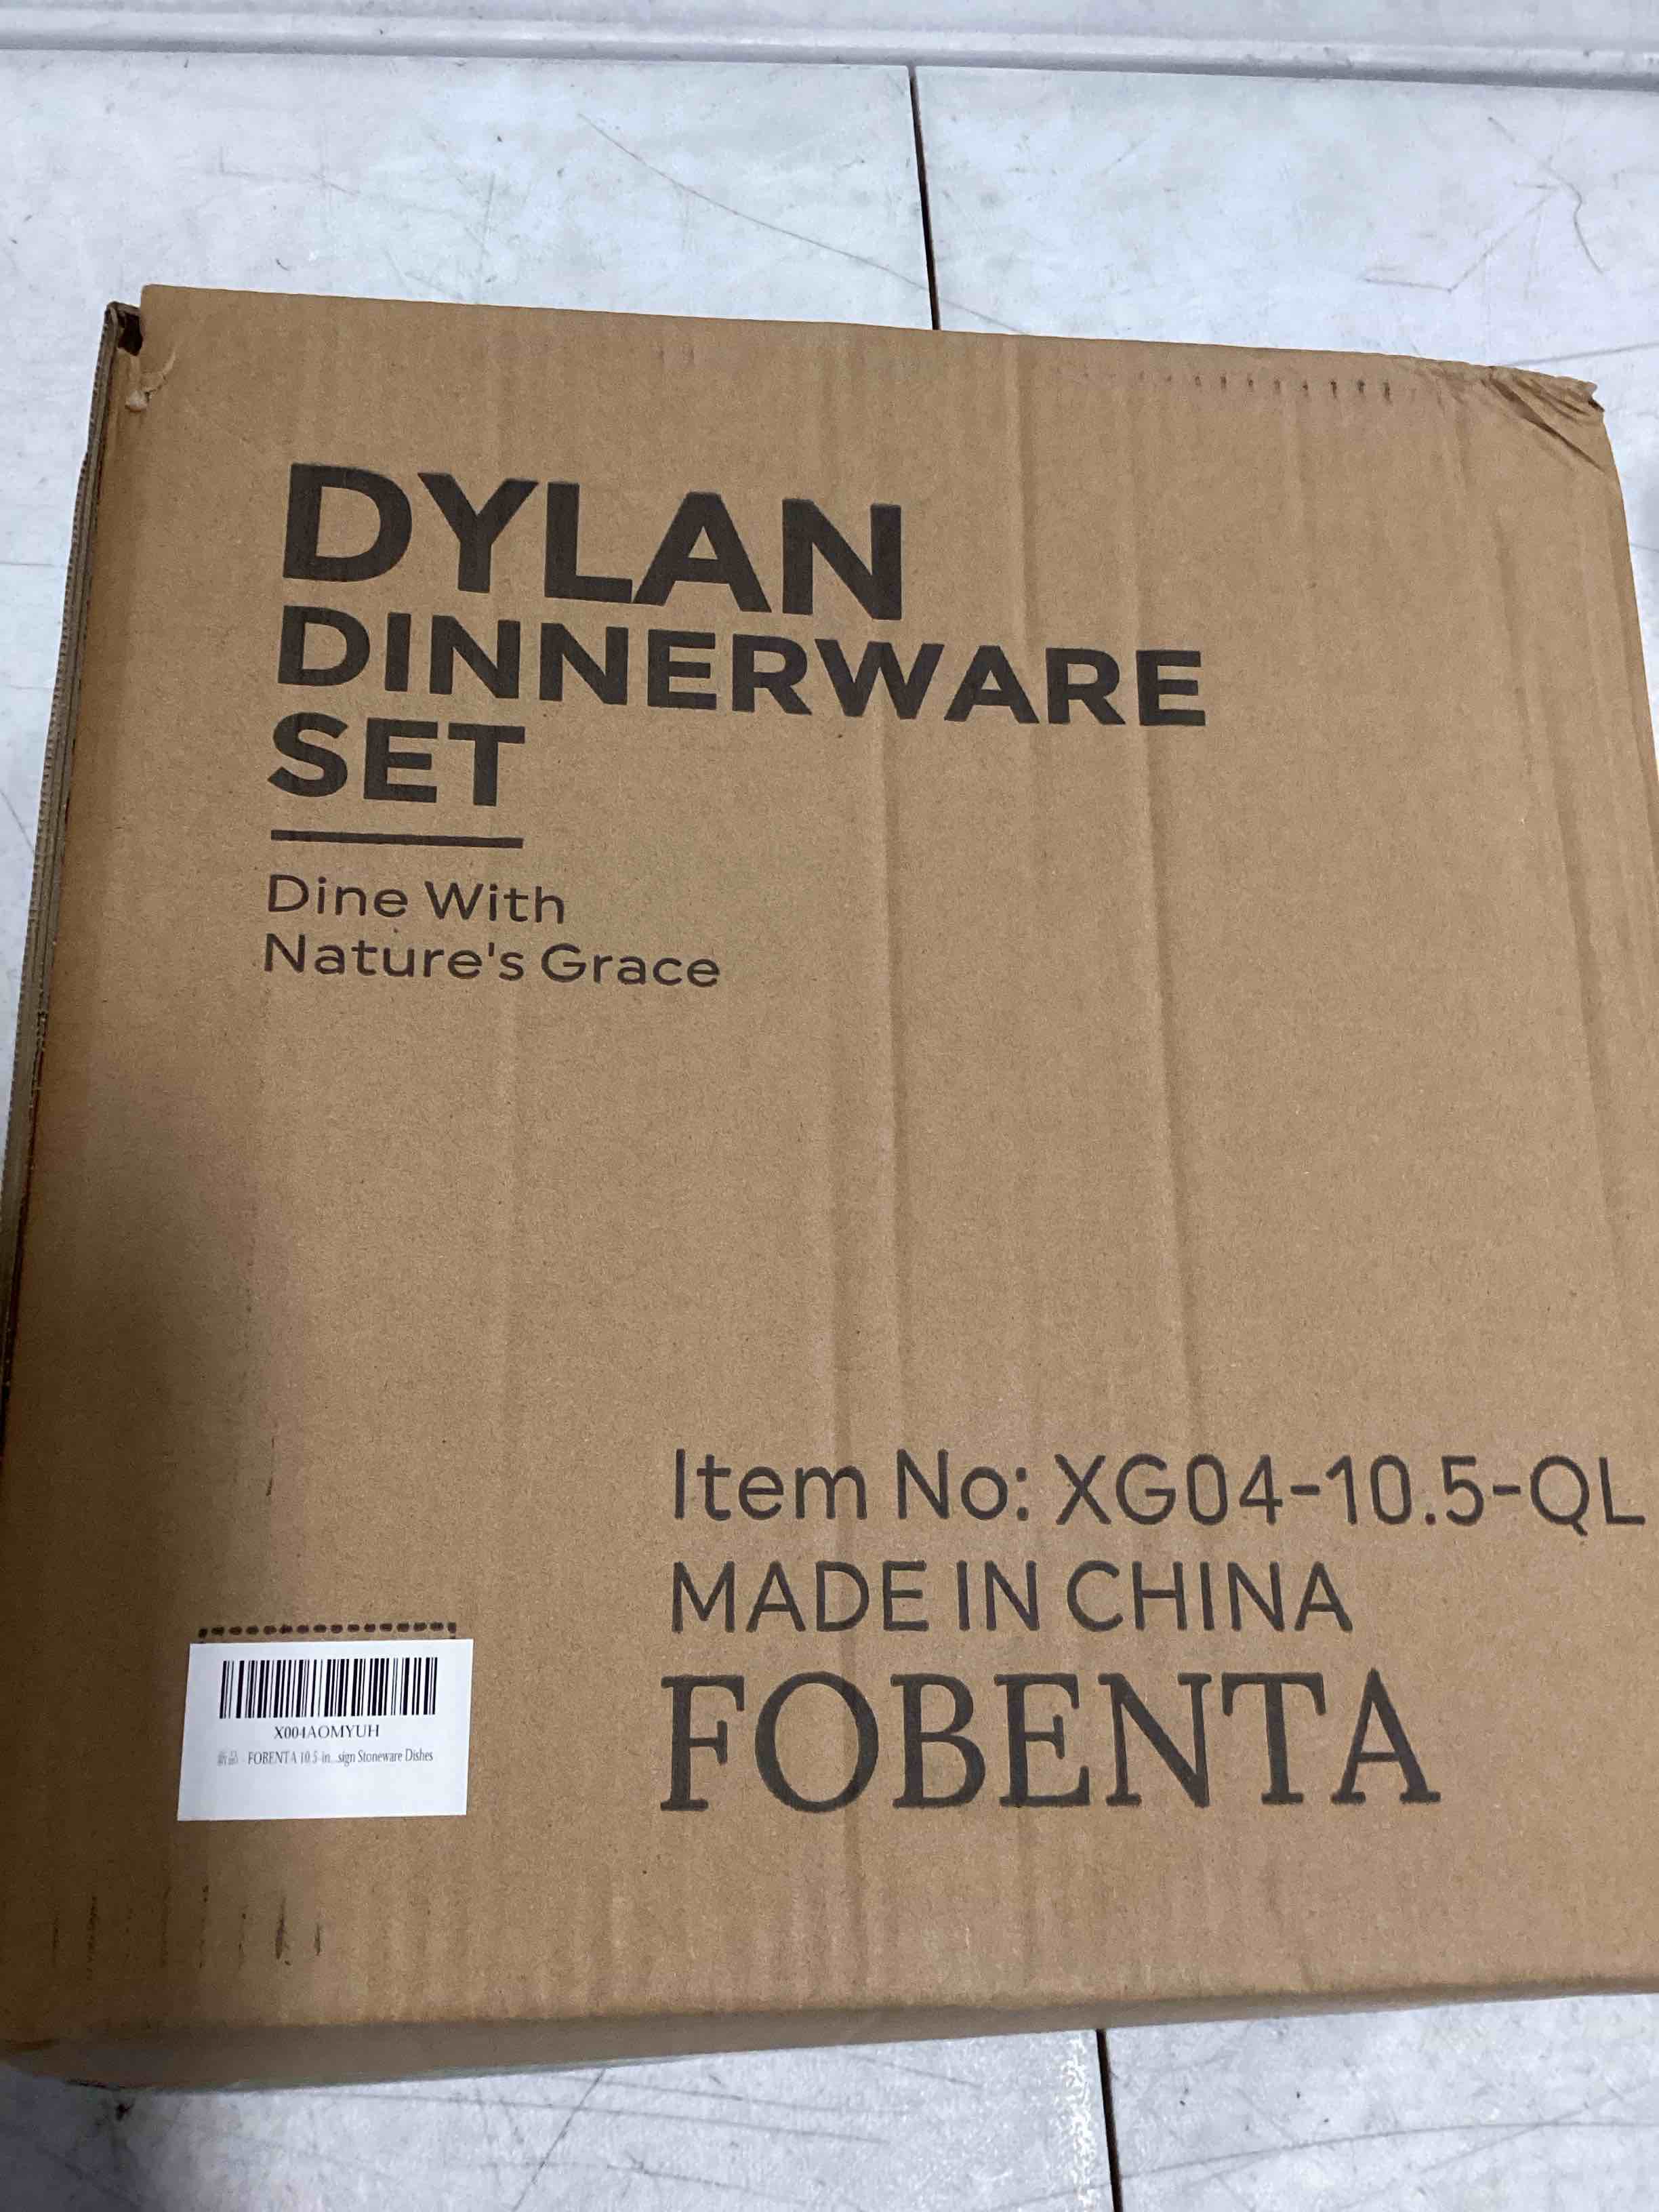 DYLAN
DINNERWARE
SET
Dine With
Nature's Grace
Item No: XG04-10.5-QL
MADE IN CHINA
FOBENTA
X004AOMYUH
新品 - FOBENTA 10.5-in...sign Stoneware Dishes